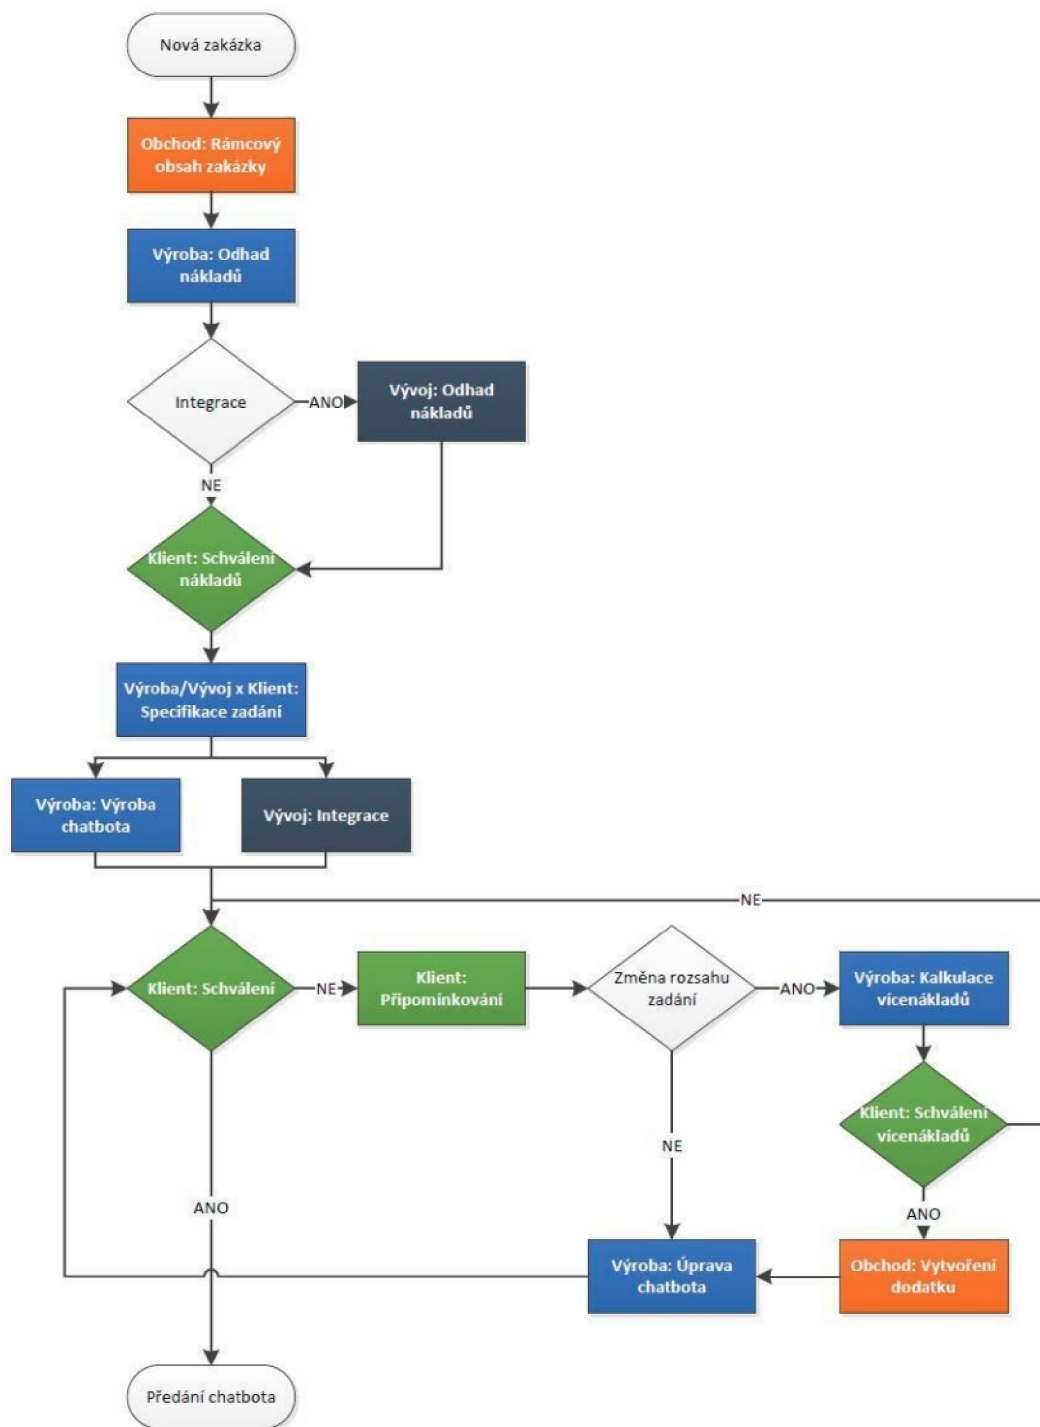 Nová zakázka
Obchod: Rámcový
obsah zakázky
Výroba: Odhad
nákladů
Integrace
ANO
Vývoj: Odhad
nákladů
NE
Klient: Schválení
nákladů
Výroba/Vývoj x Klient:
Specifikace zadání
Výroba: Výroba
chatbota
Vývoj: Integrace
NE
Klient: Schválení
NE
Klient:
Připomínkování
Změna rozsahu
zadání
ANO
Výroba: Kalkulace
vícenákladů
Klient: Schválení
vícenákladů
NE
ANO
ANO
Výroba: Úprava
chatbota
Obchod: Vytvoření
dodatku
Předání chatbota